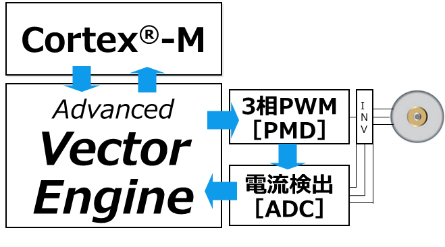 Cortex®-M
Advanced
Vector
Engine
3相PWM
[PMD]
INV
電流検出
[ADC]